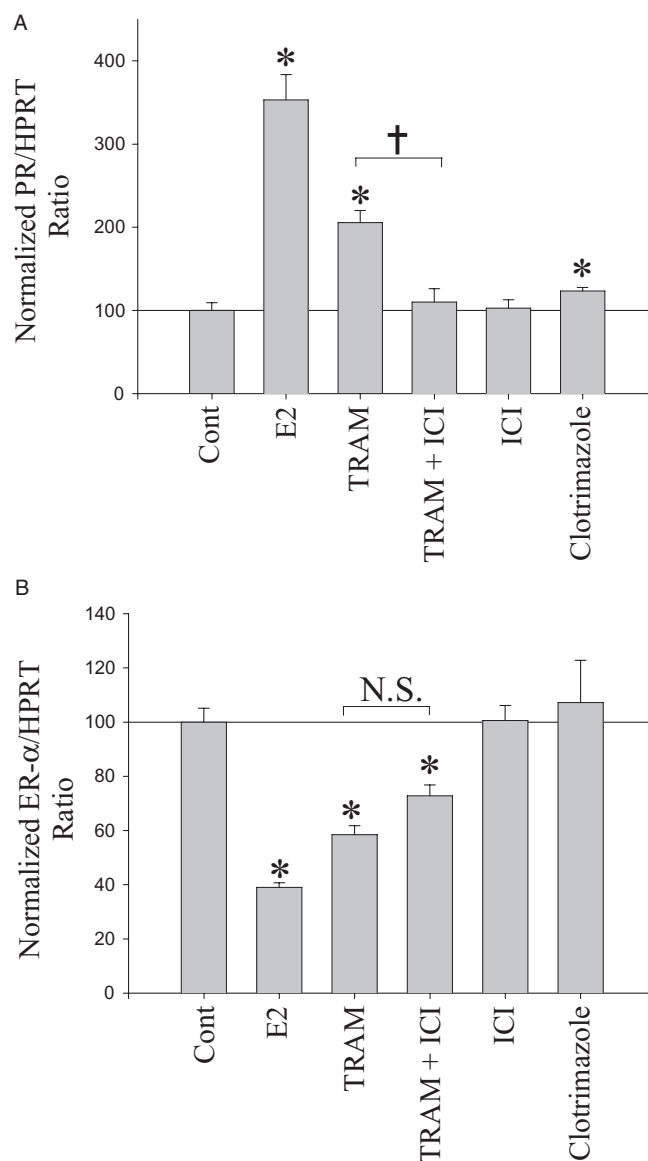 A
Normalized PR/HPRT
Ratio
400
300
200
100
0
*
*
†
*
Cont
E2
TRAM
TRAM + ICI
ICI
Clotrimazole
B
Normalized ER-α/HPRT
Ratio
140
120
100
80
60
40
20
0
N.S.
*
*
*
Cont
E2
TRAM
TRAM + ICI
ICI
Clotrimazole